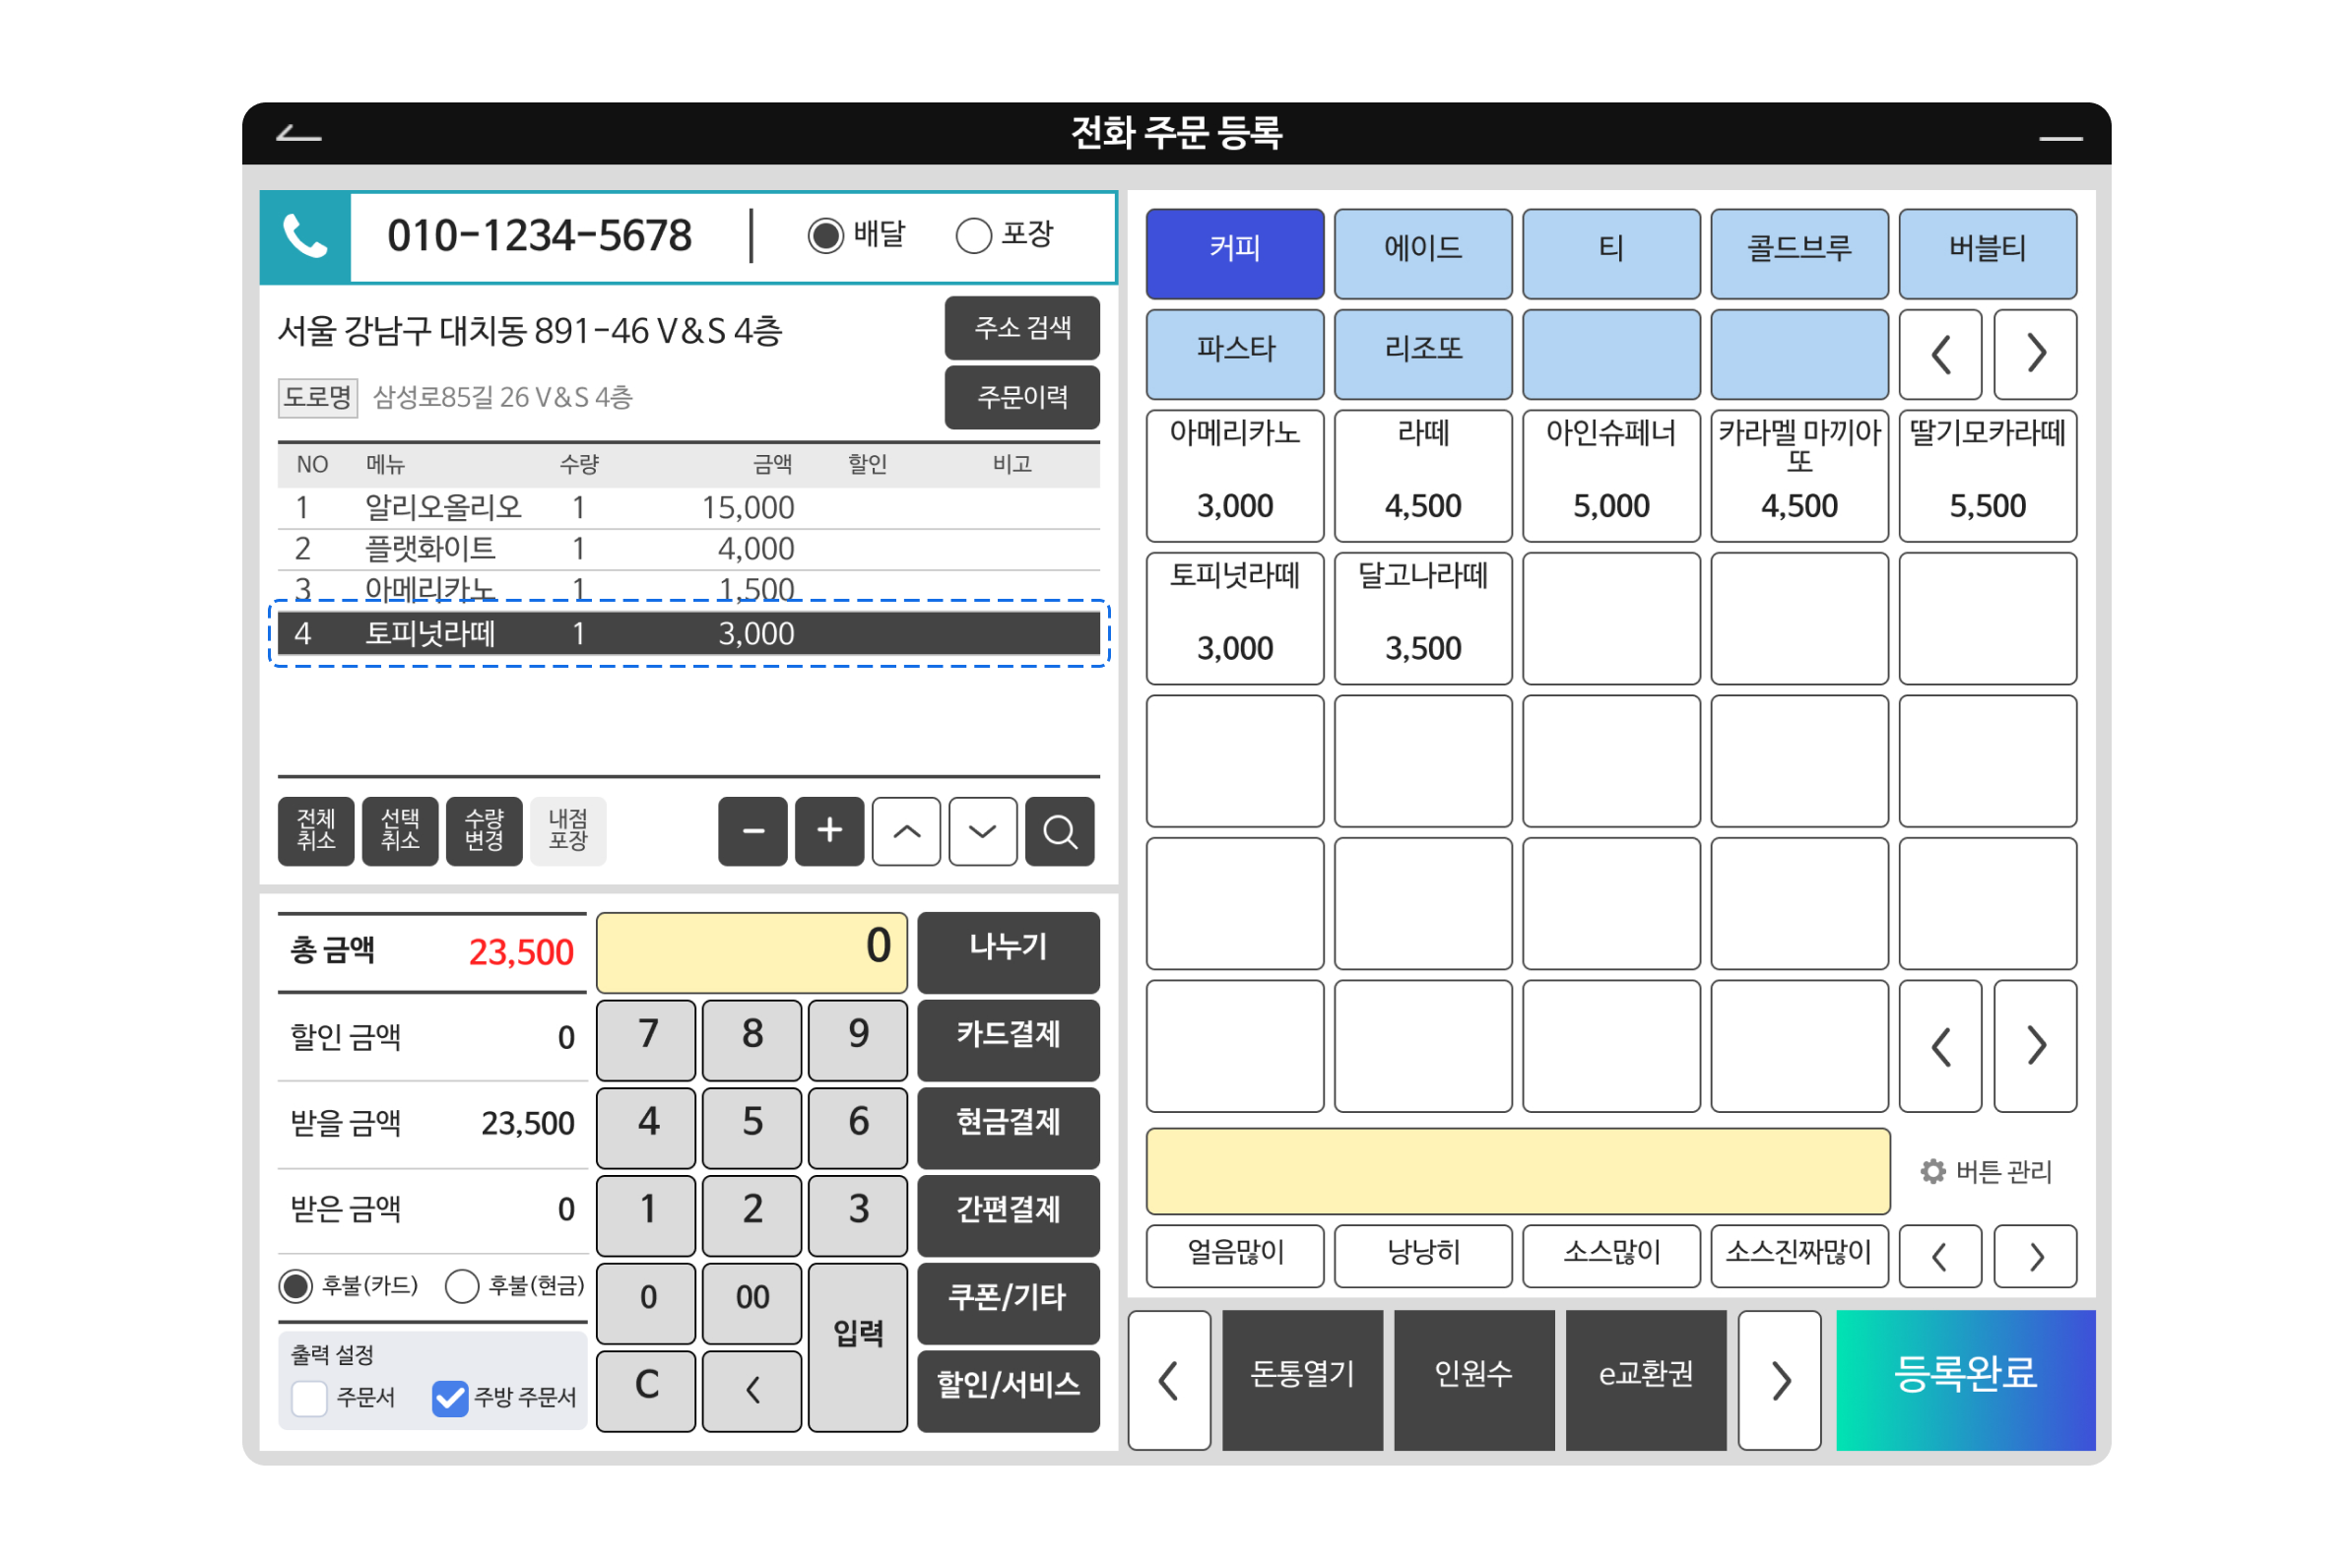 전화 주문 등록
010-1234-5678 배달 포장
서울 강남구 대치동 891-46 V&S 4층
주소 검색
도로명 삼성로85길 26 V&S 4층
주문이력
NO 메뉴 수량 금액 할인 비고
1 알리오올리오 1 15,000
2 플랫화이트 1 4,000
3 아메리카노 1 1,500
4 토피넛라떼 1 3,000
전체
취소
선택
취소
수량
변경
내점
포장
총 금액 23,500
할인 금액 0
받을 금액 23,500
받은 금액 0
후불(카드) 후불(현금)
출력 설정
주문서 주방 주문서
0
7 8 9
4 5 6
1 2 3
0 00 입력
C
나누기
카드결제
현금결제
간편결제
쿠폰/기타
할인/서비스
커피 에이드 티 콜드브루 버블티
파스타 리조또
아메리카노
3,000
라떼
4,500
아인슈페너
5,000
카라멜 마끼아
또
4,500
딸기모카라떼
5,500
토피넛라떼
3,000
달고나라떼
3,500
버튼 관리
얼음많이 낭낭히 소스많이 소스진짜많이
돈통열기 인원수 e교환권 등록완료